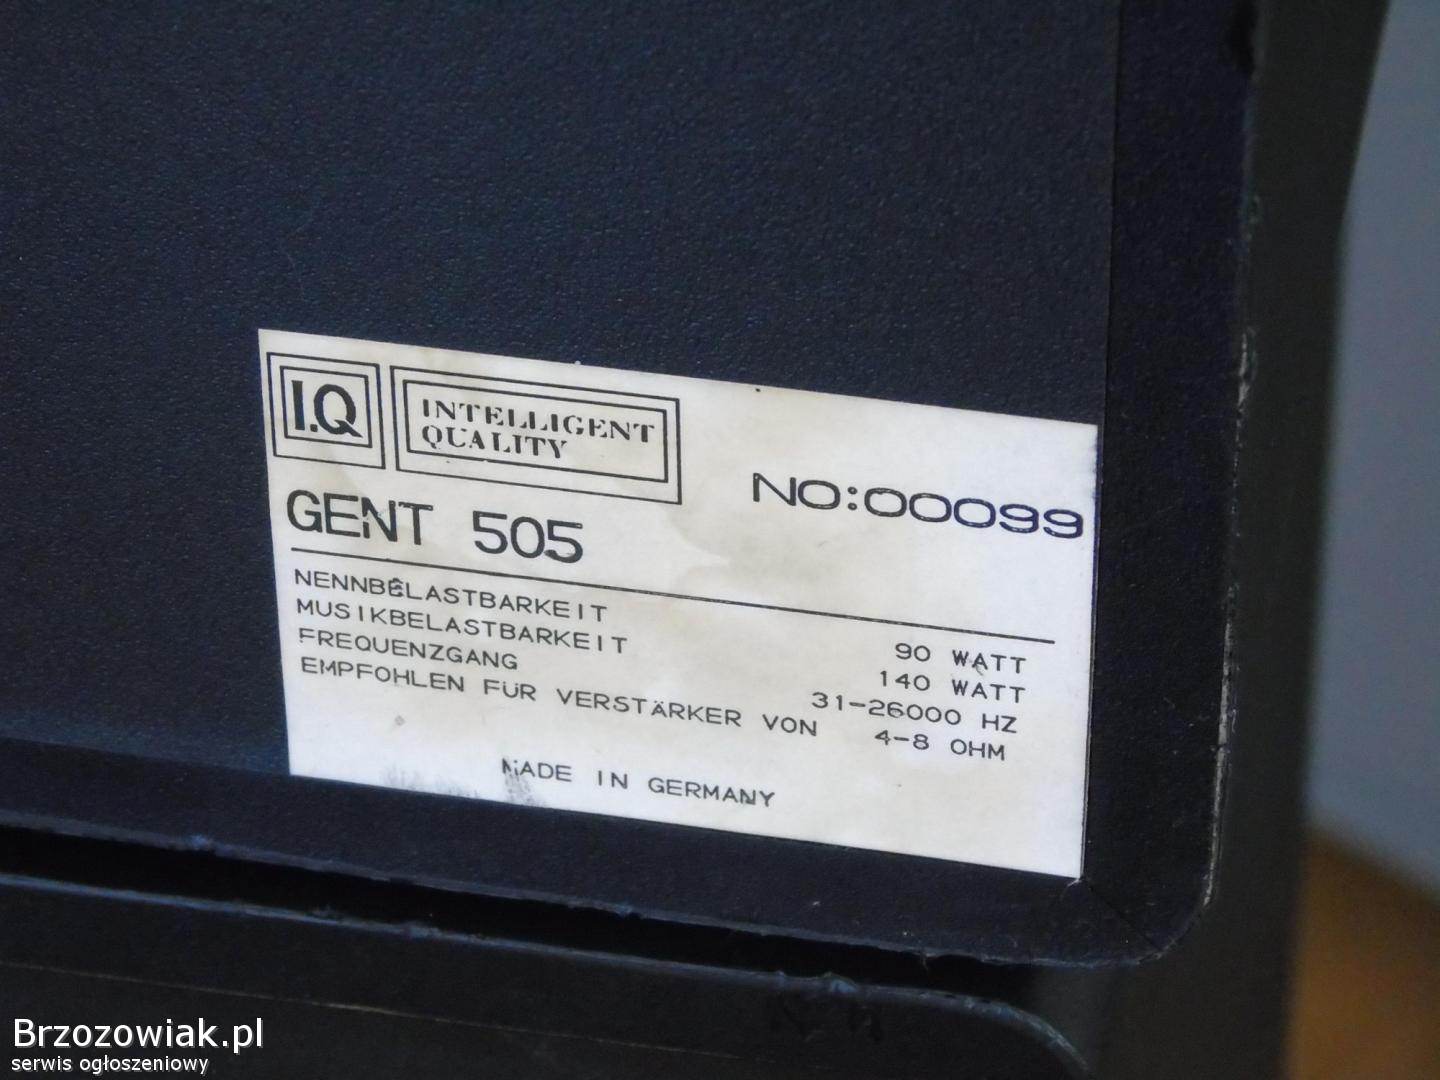 I.Q
INTELLIGENT
QUALITY
NO:00099
GENT 505
NENNBELASTBARKEIT 90 WATT
MUSIKBELASTBARKEIT 140 WATT
FREQUENZGANG 31-26000 HZ
EMPFOHLEN FÜR VERSTÄRKER VON 4-8 OHM
MADE IN GERMANY
Brzozowiak.pl
serwis ogłoszeniowy